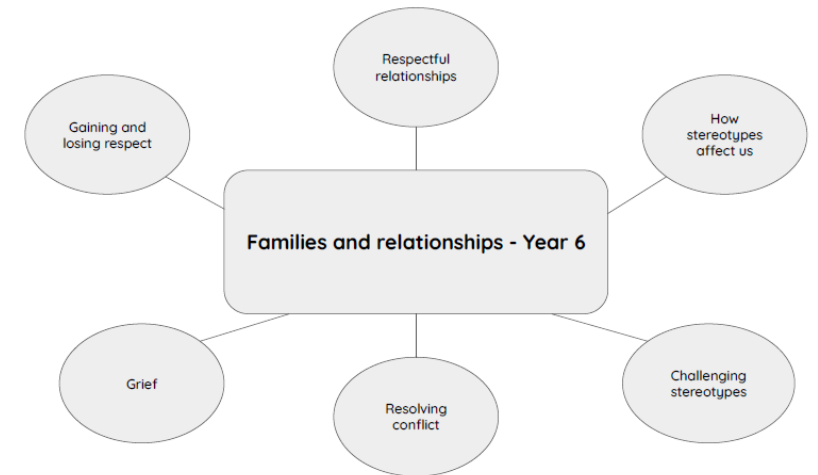 Respectful
relationships
Gaining and
losing respect
How
stereotypes
affect us
Families and relationships - Year 6
Grief
Resolving
conflict
Challenging
stereotypes